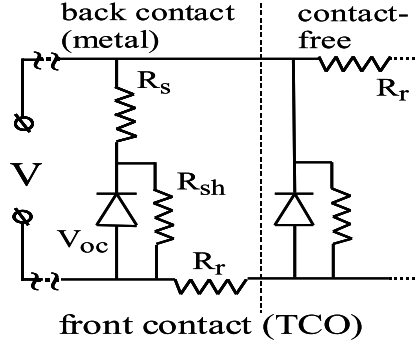 back contact
(metal)
contact-
free
Rs
Rr
V
Rsh
Voc
Rr
front contact (TCO)